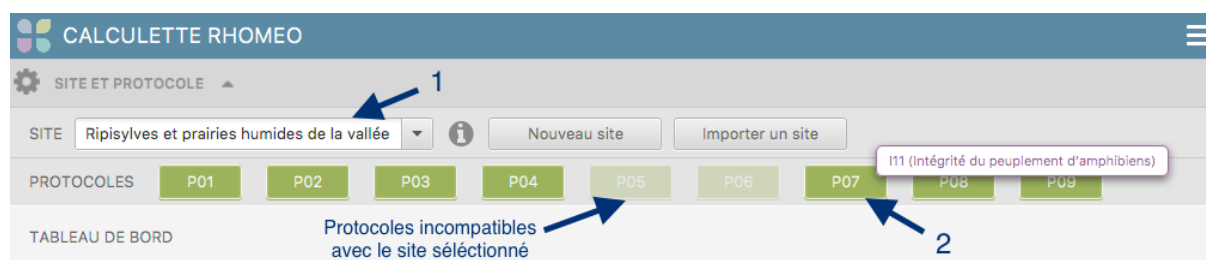 CALCULETTE RHOMEO
SITE ET PROTOCOLE
1
SITE Ripisylves et prairies humides de la vallée Nouveau site Importer un site
I11 (Intégrité du peuplement d'amphibiens)
PROTOCOLES P01 P02 P03 P04 P05 P06 P07 P08 P09
Protocoles incompatibles
avec le site séléctionné
TABLEAU DE BORD
2